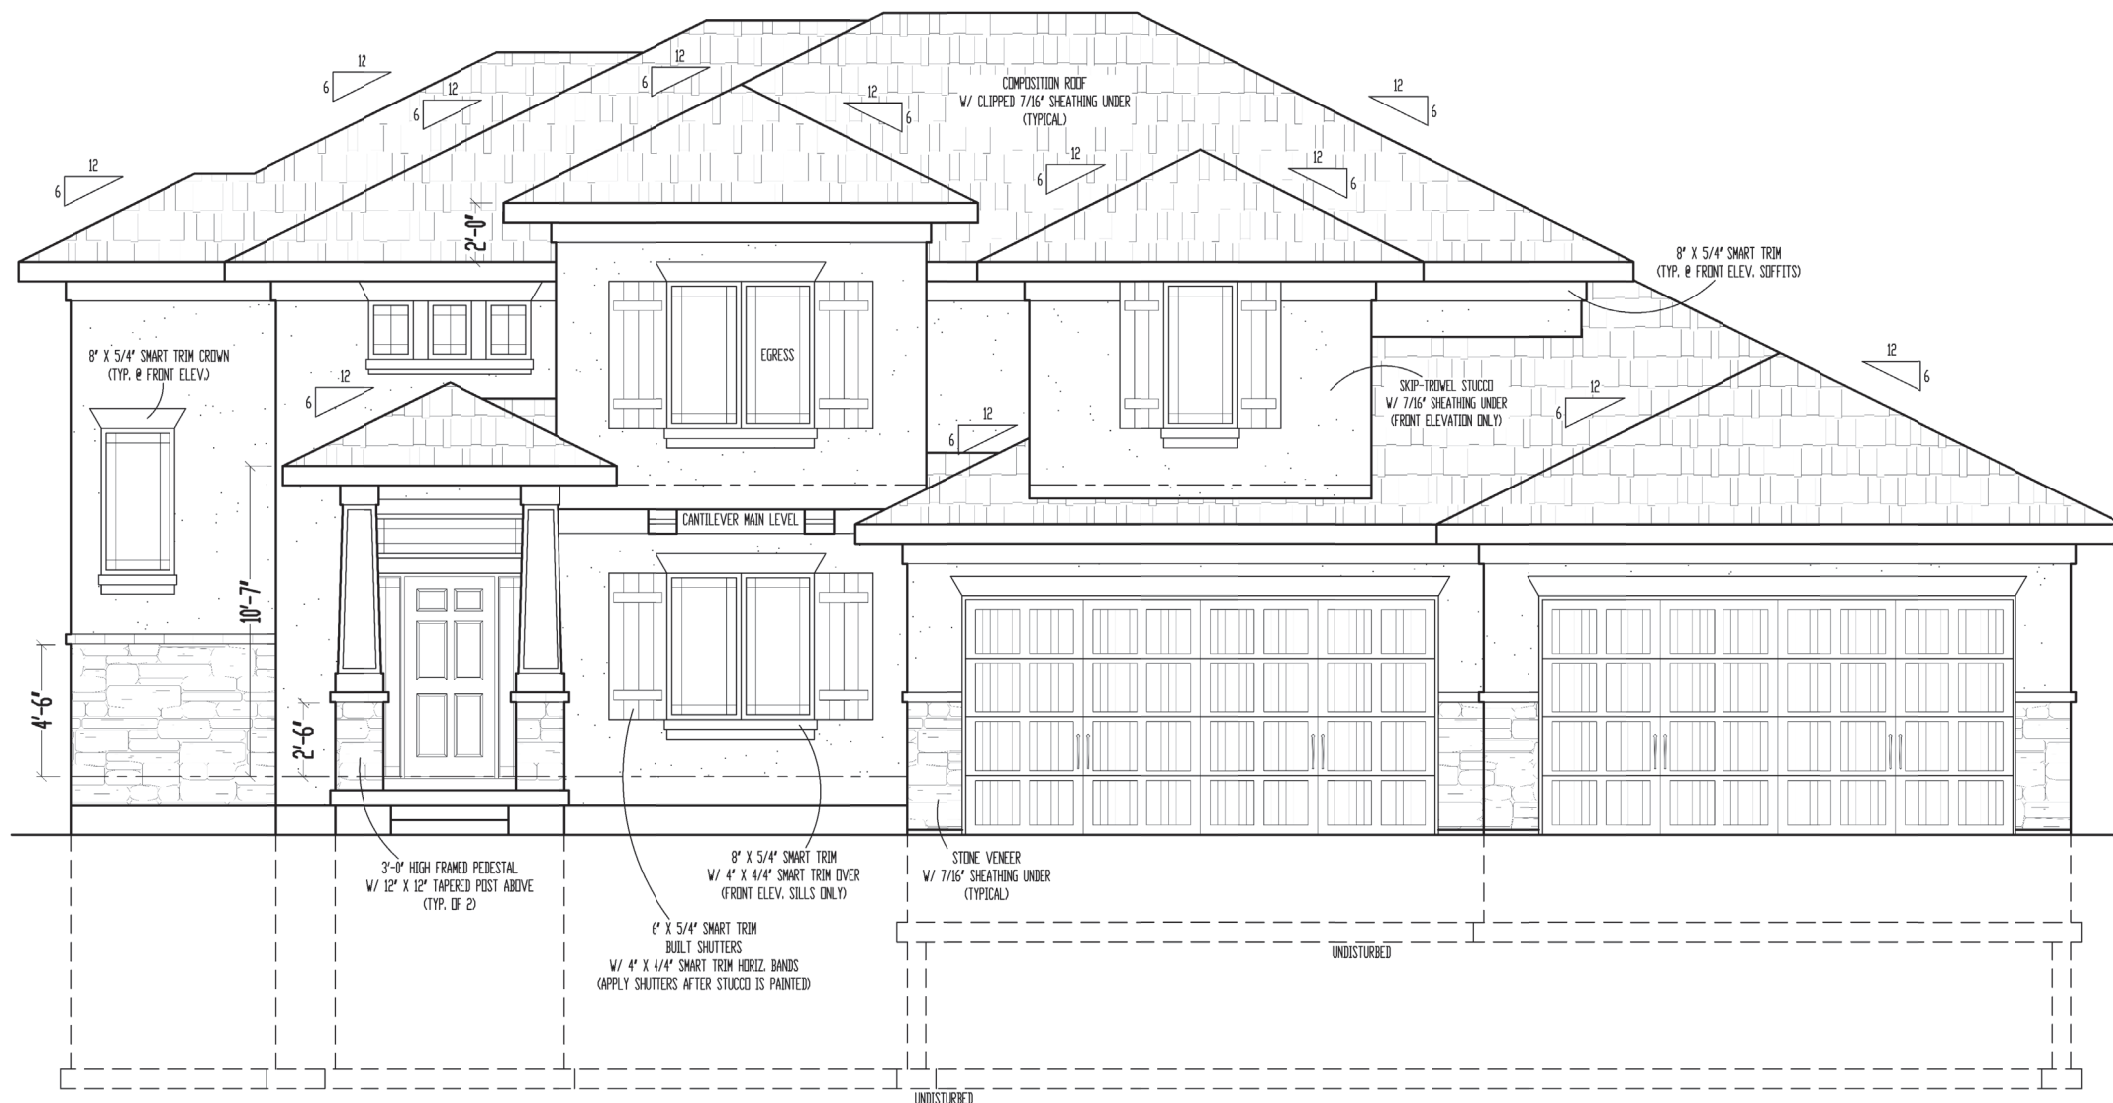 12
6
12
6
12
6
12
6
12
6
12
6
COMPOSITION ROOF
W/ CLIPPED 7/16" SHEATHING UNDER
(TYPICAL)
12
6
12
6
12
6
2'-0"
8" X 5/4" SMART TRIM
(TYP. @ FRONT ELEV. SOFFITS)
8" X 5/4" SMART TRIM CROWN
(TYP. @ FRONT ELEV.)
EGRESS
12
6
12
6
SKIP-TROWEL STUCCO
W/ 7/16" SHEATHING UNDER
(FRONT ELEVATION ONLY)
12
6
12
6
CANTILEVER MAIN LEVEL
10'-7"
4'-6"
2'-6"
3'-0" HIGH FRAMED PEDESTAL
W/ 12" X 12" TAPERED POST ABOVE
(TYP. OF 2)
8" X 5/4" SMART TRIM
W/ 4" X 4/4" SMART TRIM OVER
(FRONT ELEV. SILLS ONLY)
STONE VENEER
W/ 7/16" SHEATHING UNDER
(TYPICAL)
6" X 5/4" SMART TRIM
BUILT SHUTTERS
W/ 4" X 4/4" SMART TRIM HORIZ. BANDS
(APPLY SHUTTERS AFTER STUCCO IS PAINTED)
UNDISTURBED
UNDISTURBED